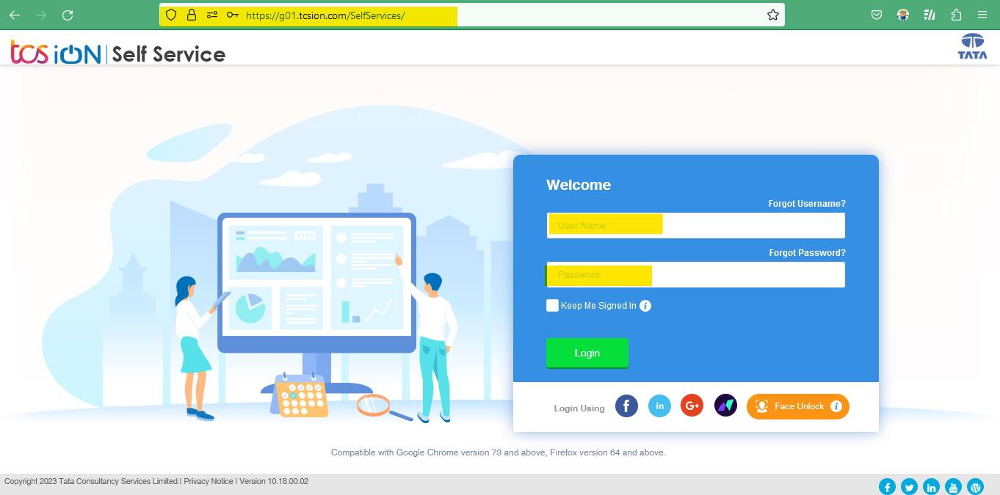 https://g01.tcsion.com/SelfServices/
tcs iON | Self Service
TATA
Welcome
Forgot Username?
User Name
Forgot Password?
Password
Keep Me Signed In i
Login
Login Using f in G+ Face Unlock i
Compatible with Google Chrome version 73 and above, Firefox version 64 and above.
Copyright 2023 Tata Consultancy Services Limited.| Privacy Notice | Version 10.18.00.02